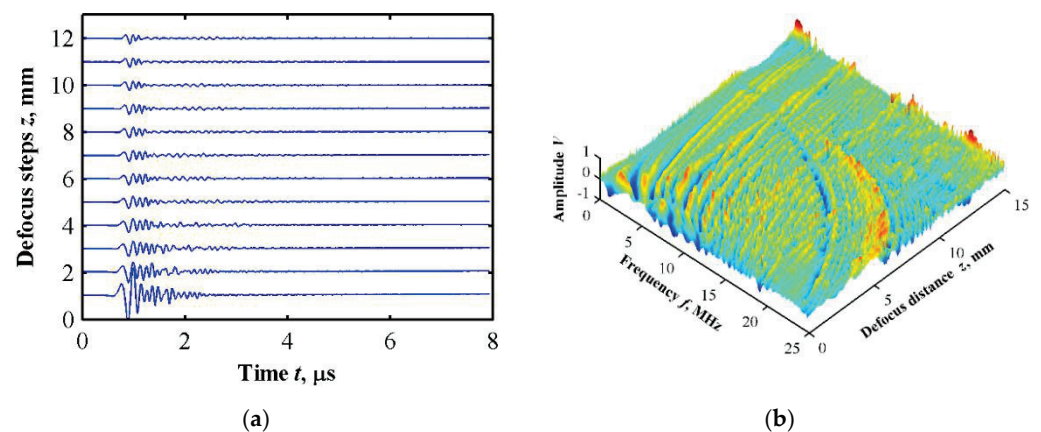 12
10
8
6
4
2
0
Defocus steps z, mm
0 2 4 6 8
Time t, μs
(a)
1
0
-1
Amplitude V
0
5
10
15
20
25
Frequency f, MHz
0
5
10
15
Defocus distance z, mm
(b)